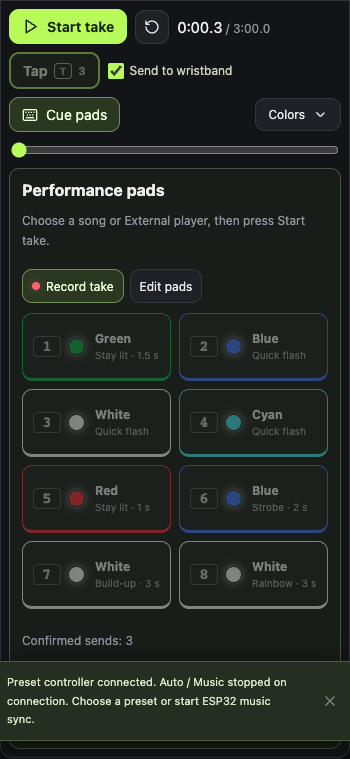 Start take
0:00.3 / 3:00.0
Tap T 3
Send to wristband
Cue pads
Colors
Performance pads
Choose a song or External player, then press Start
take.
Record take
Edit pads
1 Green
Stay lit · 1.5 s
2 Blue
Quick flash
3 White
Quick flash
4 Cyan
Quick flash
5 Red
Stay lit · 1 s
6 Blue
Strobe · 2 s
7 White
Build-up · 3 s
8 White
Rainbow · 3 s
Confirmed sends: 3
Preset controller connected. Auto / Music stopped on
connection. Choose a preset or start ESP32 music
sync.